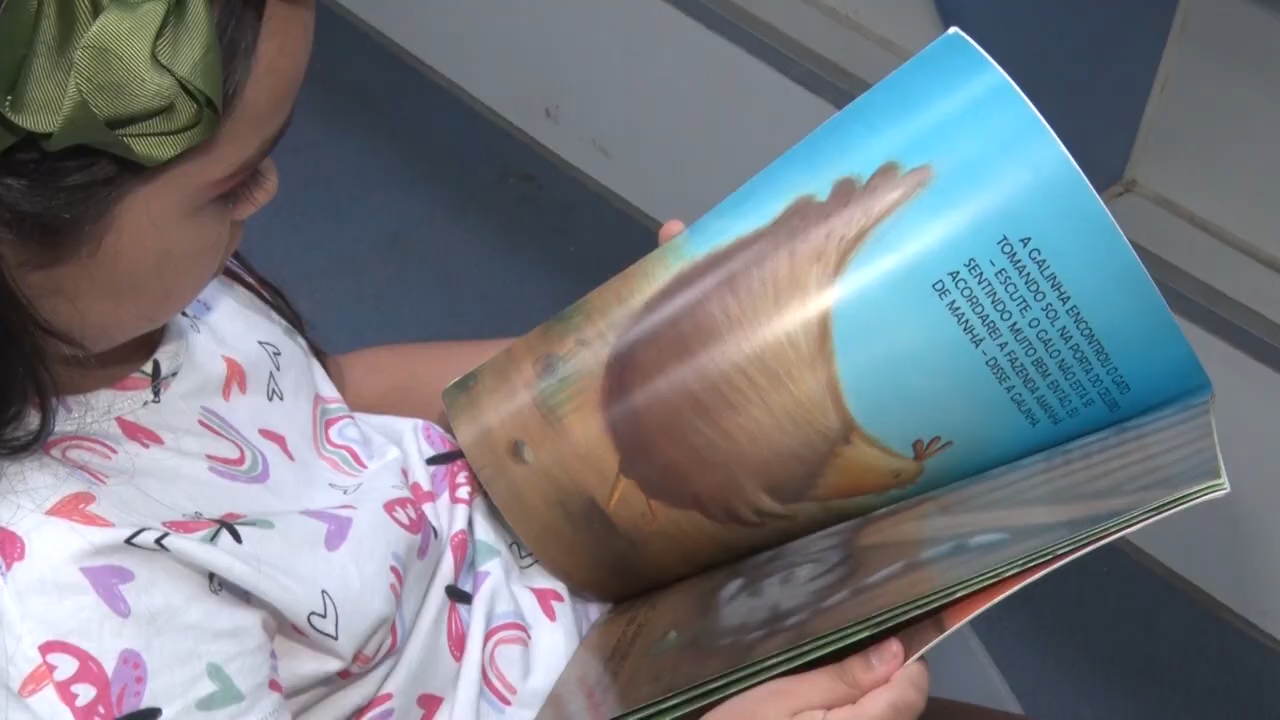 A GALINHA ENCONTROU O GATO
TOMANDO SOL NA PORTA DO CELEIRO.
– ESCUTE, O GALO NÃO ESTÁ SE
SENTINDO MUITO BEM. ENTÃO, EU
ACORDAREI A FAZENDA AMANHÃ
DE MANHÃ – DISSE A GALINHA.